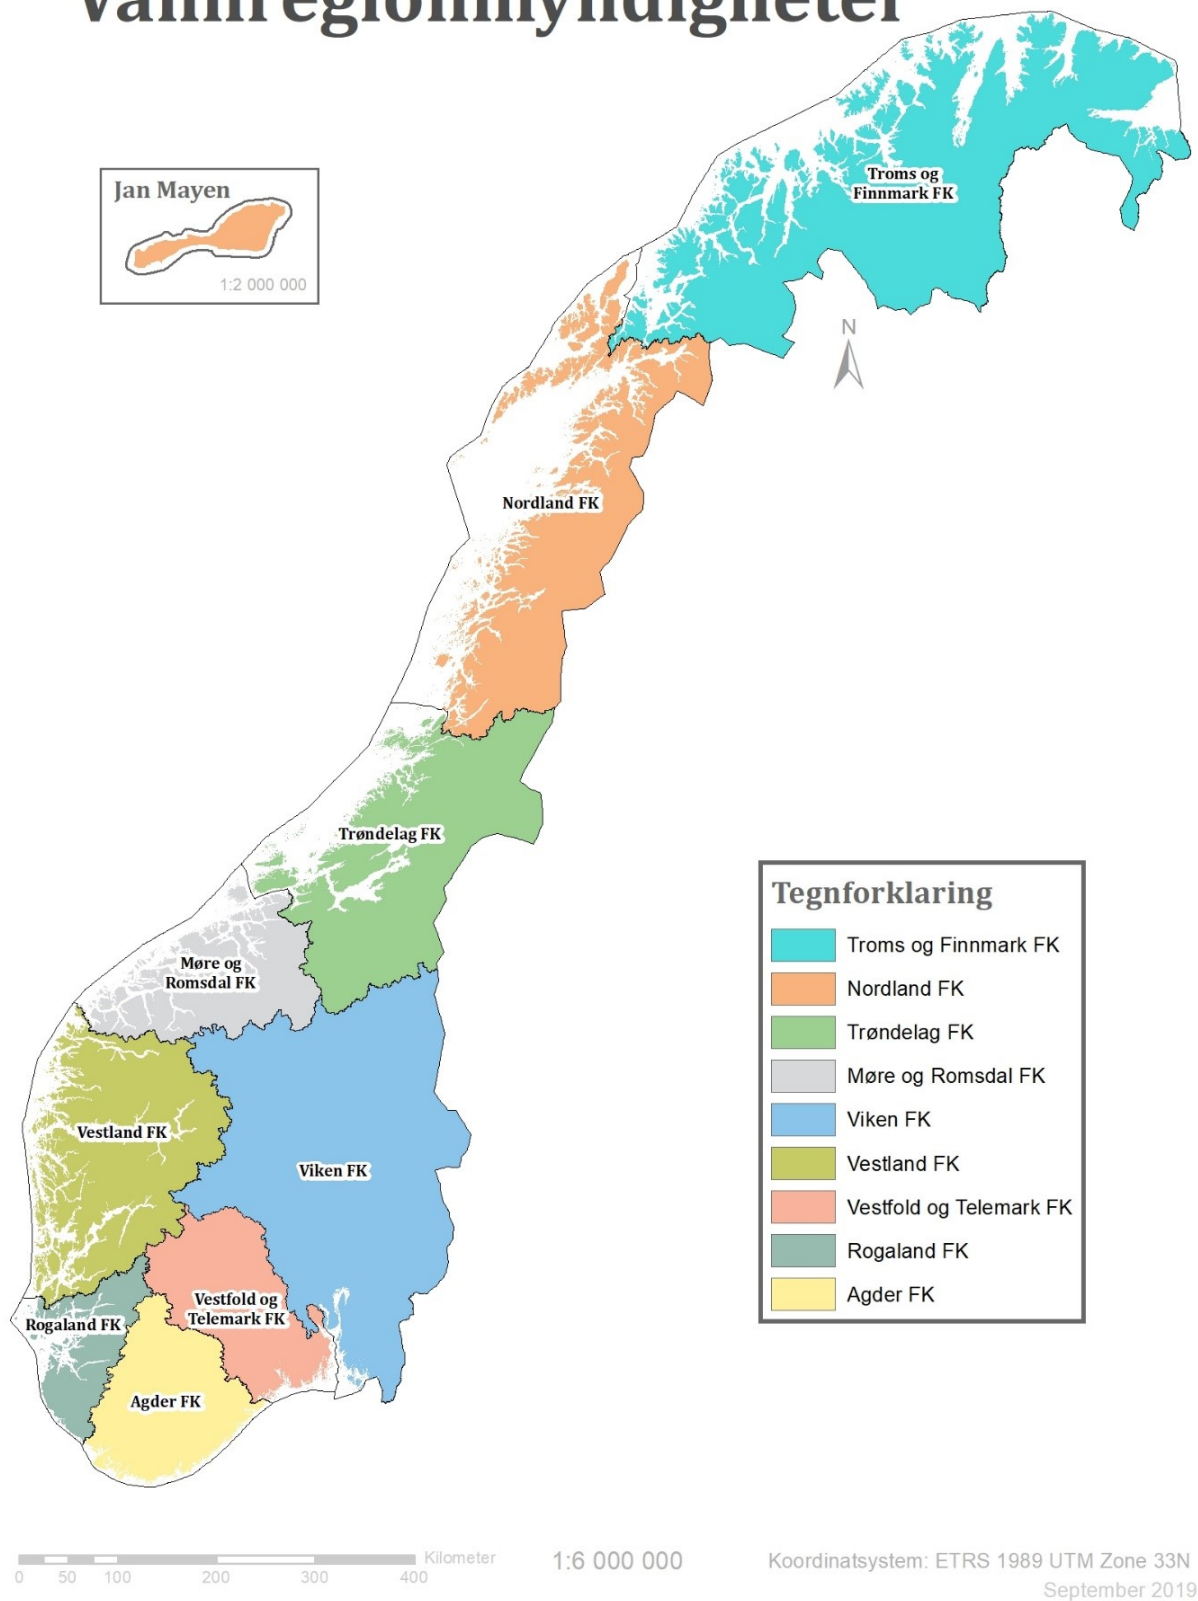 Vannregionmyndigheter
Jan Mayen
1:2 000 000
Troms og
Finnmark FK
N
Nordland FK
Trøndelag FK
Møre og
Romsdal FK
Vestland FK
Viken FK
Vestfold og
Telemark FK
Rogaland FK
Agder FK
Tegnforklaring
Troms og Finnmark FK
Nordland FK
Trøndelag FK
Møre og Romsdal FK
Viken FK
Vestland FK
Vestfold og Telemark FK
Rogaland FK
Agder FK
Kilometer
0 50 100 200 300 400
1:6 000 000
Koordinatsystem: ETRS 1989 UTM Zone 33N
September 2019